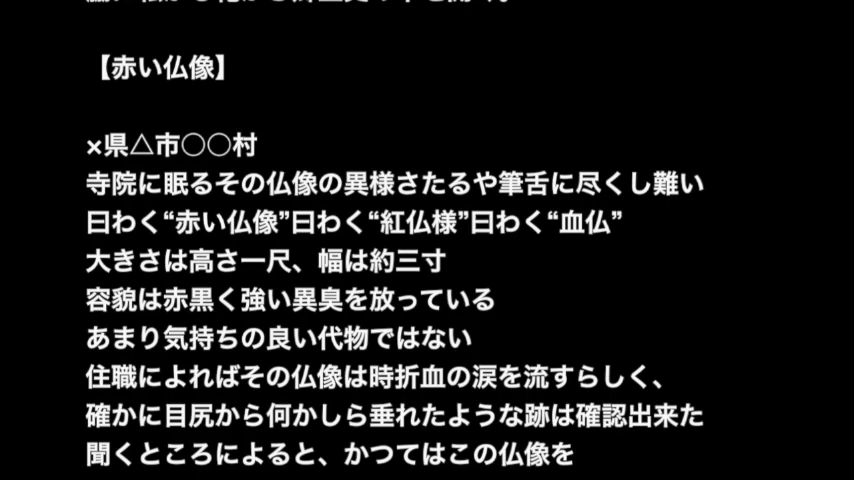 【赤い仏像】
×県△市○○村
寺院に眠るその仏像の異様さたるや筆舌に尽くし難い
曰わく“赤い仏像”曰わく“紅仏様”曰わく“血仏”
大きさは高さ一尺、幅は約三寸
容貌は赤黒く強い異臭を放っている
あまり気持ちの良い代物ではない
住職によればその仏像は時折血の涙を流すらしく、
確かに目尻から何かしら垂れたような跡は確認出来た
聞くところによると、かつてはこの仏像を